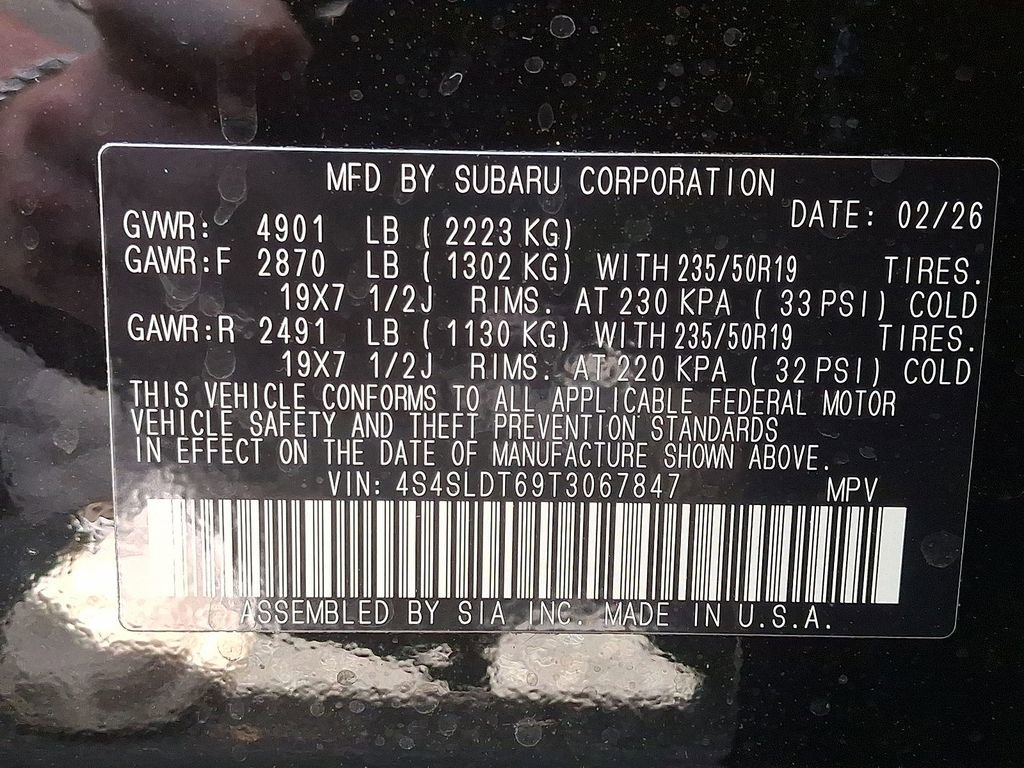 MFD BY SUBARU CORPORATION
DATE: 02/26
GVWR: 4901 LB ( 2223 KG)
GAWR:F 2870 LB ( 1302 KG) WITH 235/50R19 TIRES.
19X7 1/2J RIMS. AT 230 KPA ( 33 PSI) COLD
GAWR:R 2491 LB ( 1130 KG) WITH 235/50R19 TIRES.
19X7 1/2J RIMS. AT 220 KPA ( 32 PSI) COLD
THIS VEHICLE CONFORMS TO ALL APPLICABLE FEDERAL MOTOR
VEHICLE SAFETY AND THEFT PREVENTION STANDARDS
IN EFFECT ON THE DATE OF MANUFACTURE SHOWN ABOVE.
VIN: 4S4SLDT69T3067847 MPV
ASSEMBLED BY SIA INC. MADE IN U.S.A.